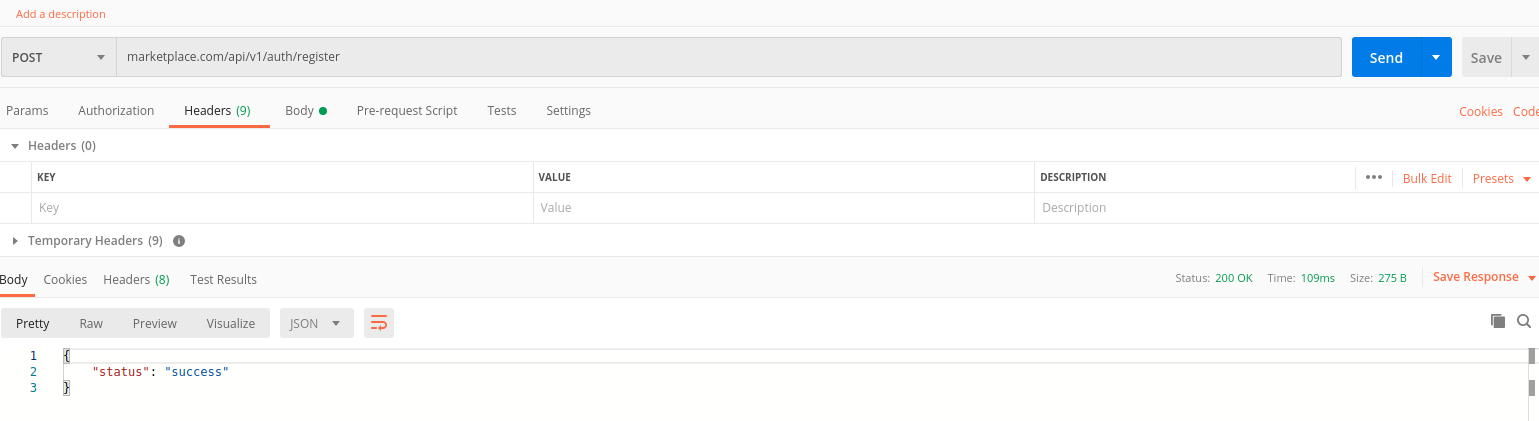 Add a description
POST marketplace.com/api/v1/auth/register Send Save
Params Authorization Headers (9) Body Pre-request Script Tests Settings Cookies Code
Headers (0)
KEY VALUE DESCRIPTION Bulk Edit Presets
Key Value Description
Temporary Headers (9)
Body Cookies Headers (8) Test Results Status: 200 OK Time: 109ms Size: 275 B Save Response
Pretty Raw Preview Visualize JSON
1 {
2 "status": "success"
3 }